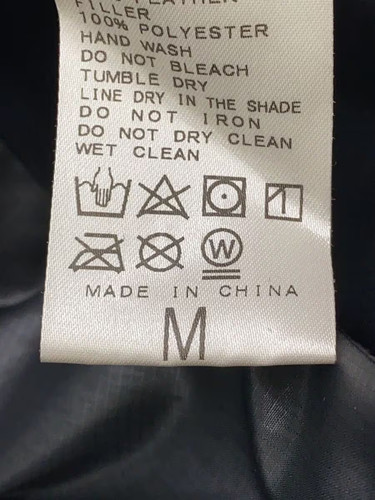 FILLER
100% POLYESTER
HAND WASH
DO NOT BLEACH
TUMBLE DRY
LINE DRY IN THE SHADE
DO NOT IRON
DO NOT DRY CLEAN
WET CLEAN
W
MADE IN CHINA
M